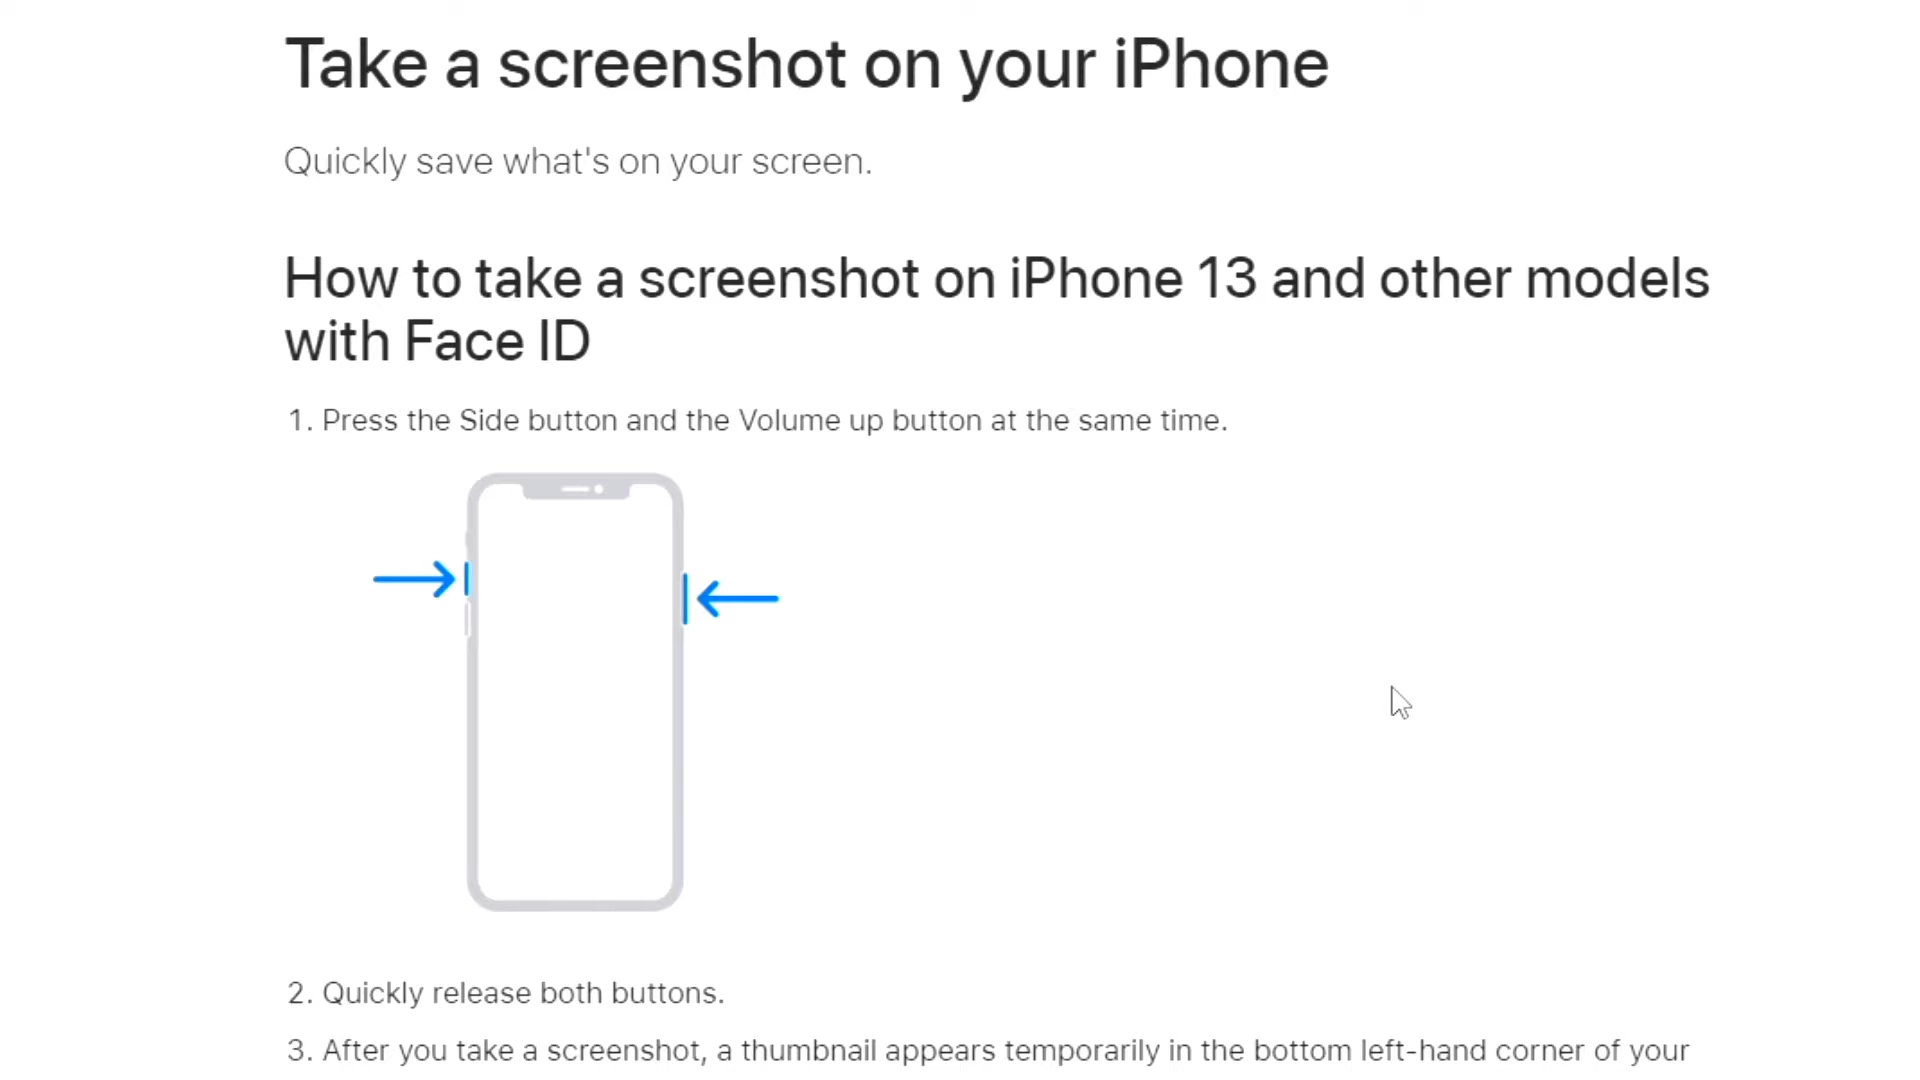 Take a screenshot on your iPhone
Quickly save what's on your screen.
How to take a screenshot on iPhone 13 and other models
with Face ID
1. Press the Side button and the Volume up button at the same time.
2. Quickly release both buttons.
3. After you take a screenshot, a thumbnail appears temporarily in the bottom left-hand corner of your